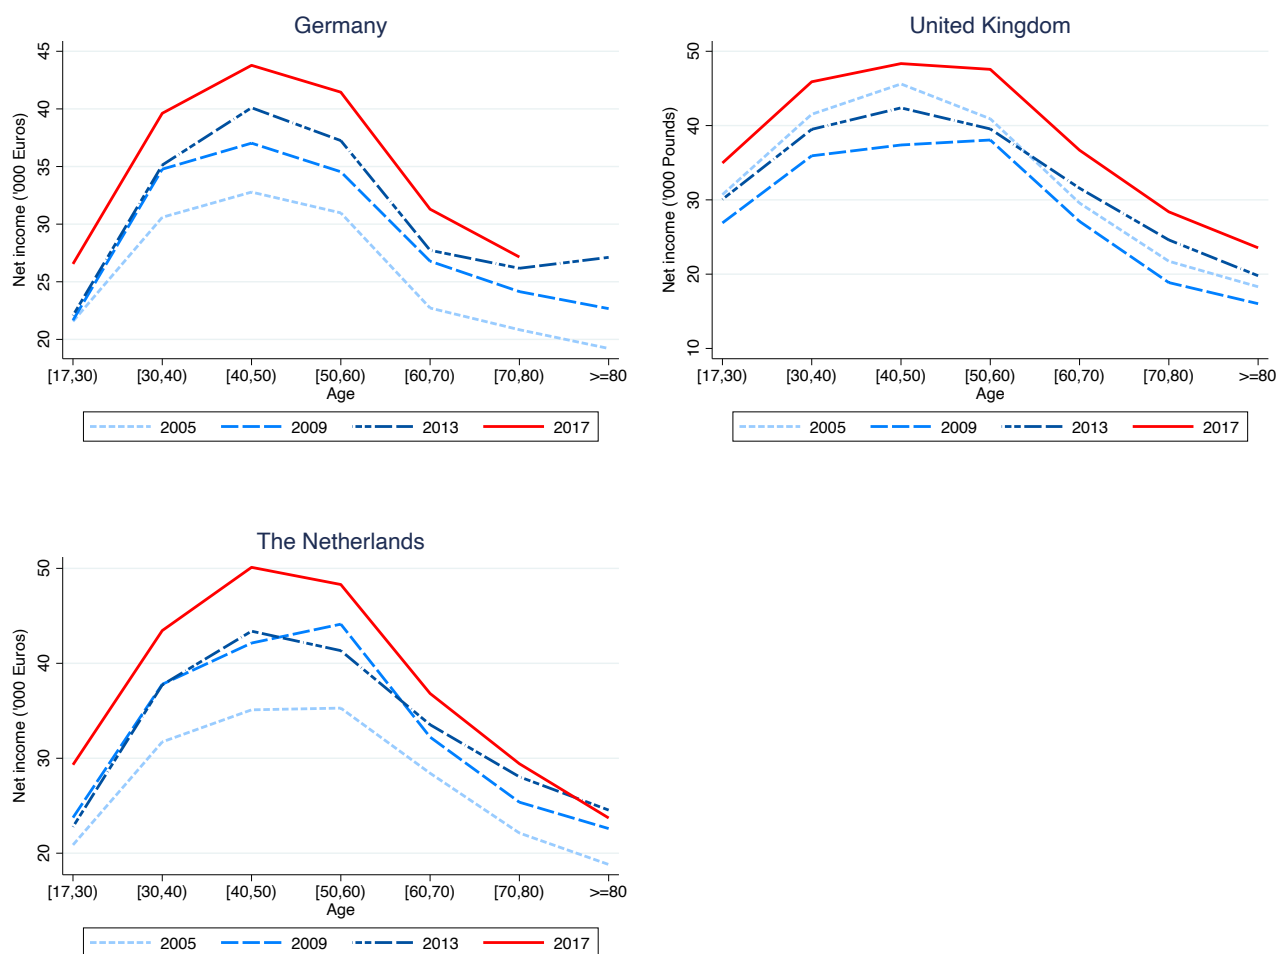 Germany
Net income ('000 Euros)
45
40
35
30
25
20
[17,30) [30,40) [40,50) [50,60) [60,70) [70,80) >=80
Age
2005 2009 2013 2017
United Kingdom
Net income ('000 Pounds)
50
40
30
20
10
[17,30) [30,40) [40,50) [50,60) [60,70) [70,80) >=80
Age
2005 2009 2013 2017
The Netherlands
Net income ('000 Euros)
50
40
30
20
[17,30) [30,40) [40,50) [50,60) [60,70) [70,80) >=80
Age
2005 2009 2013 2017